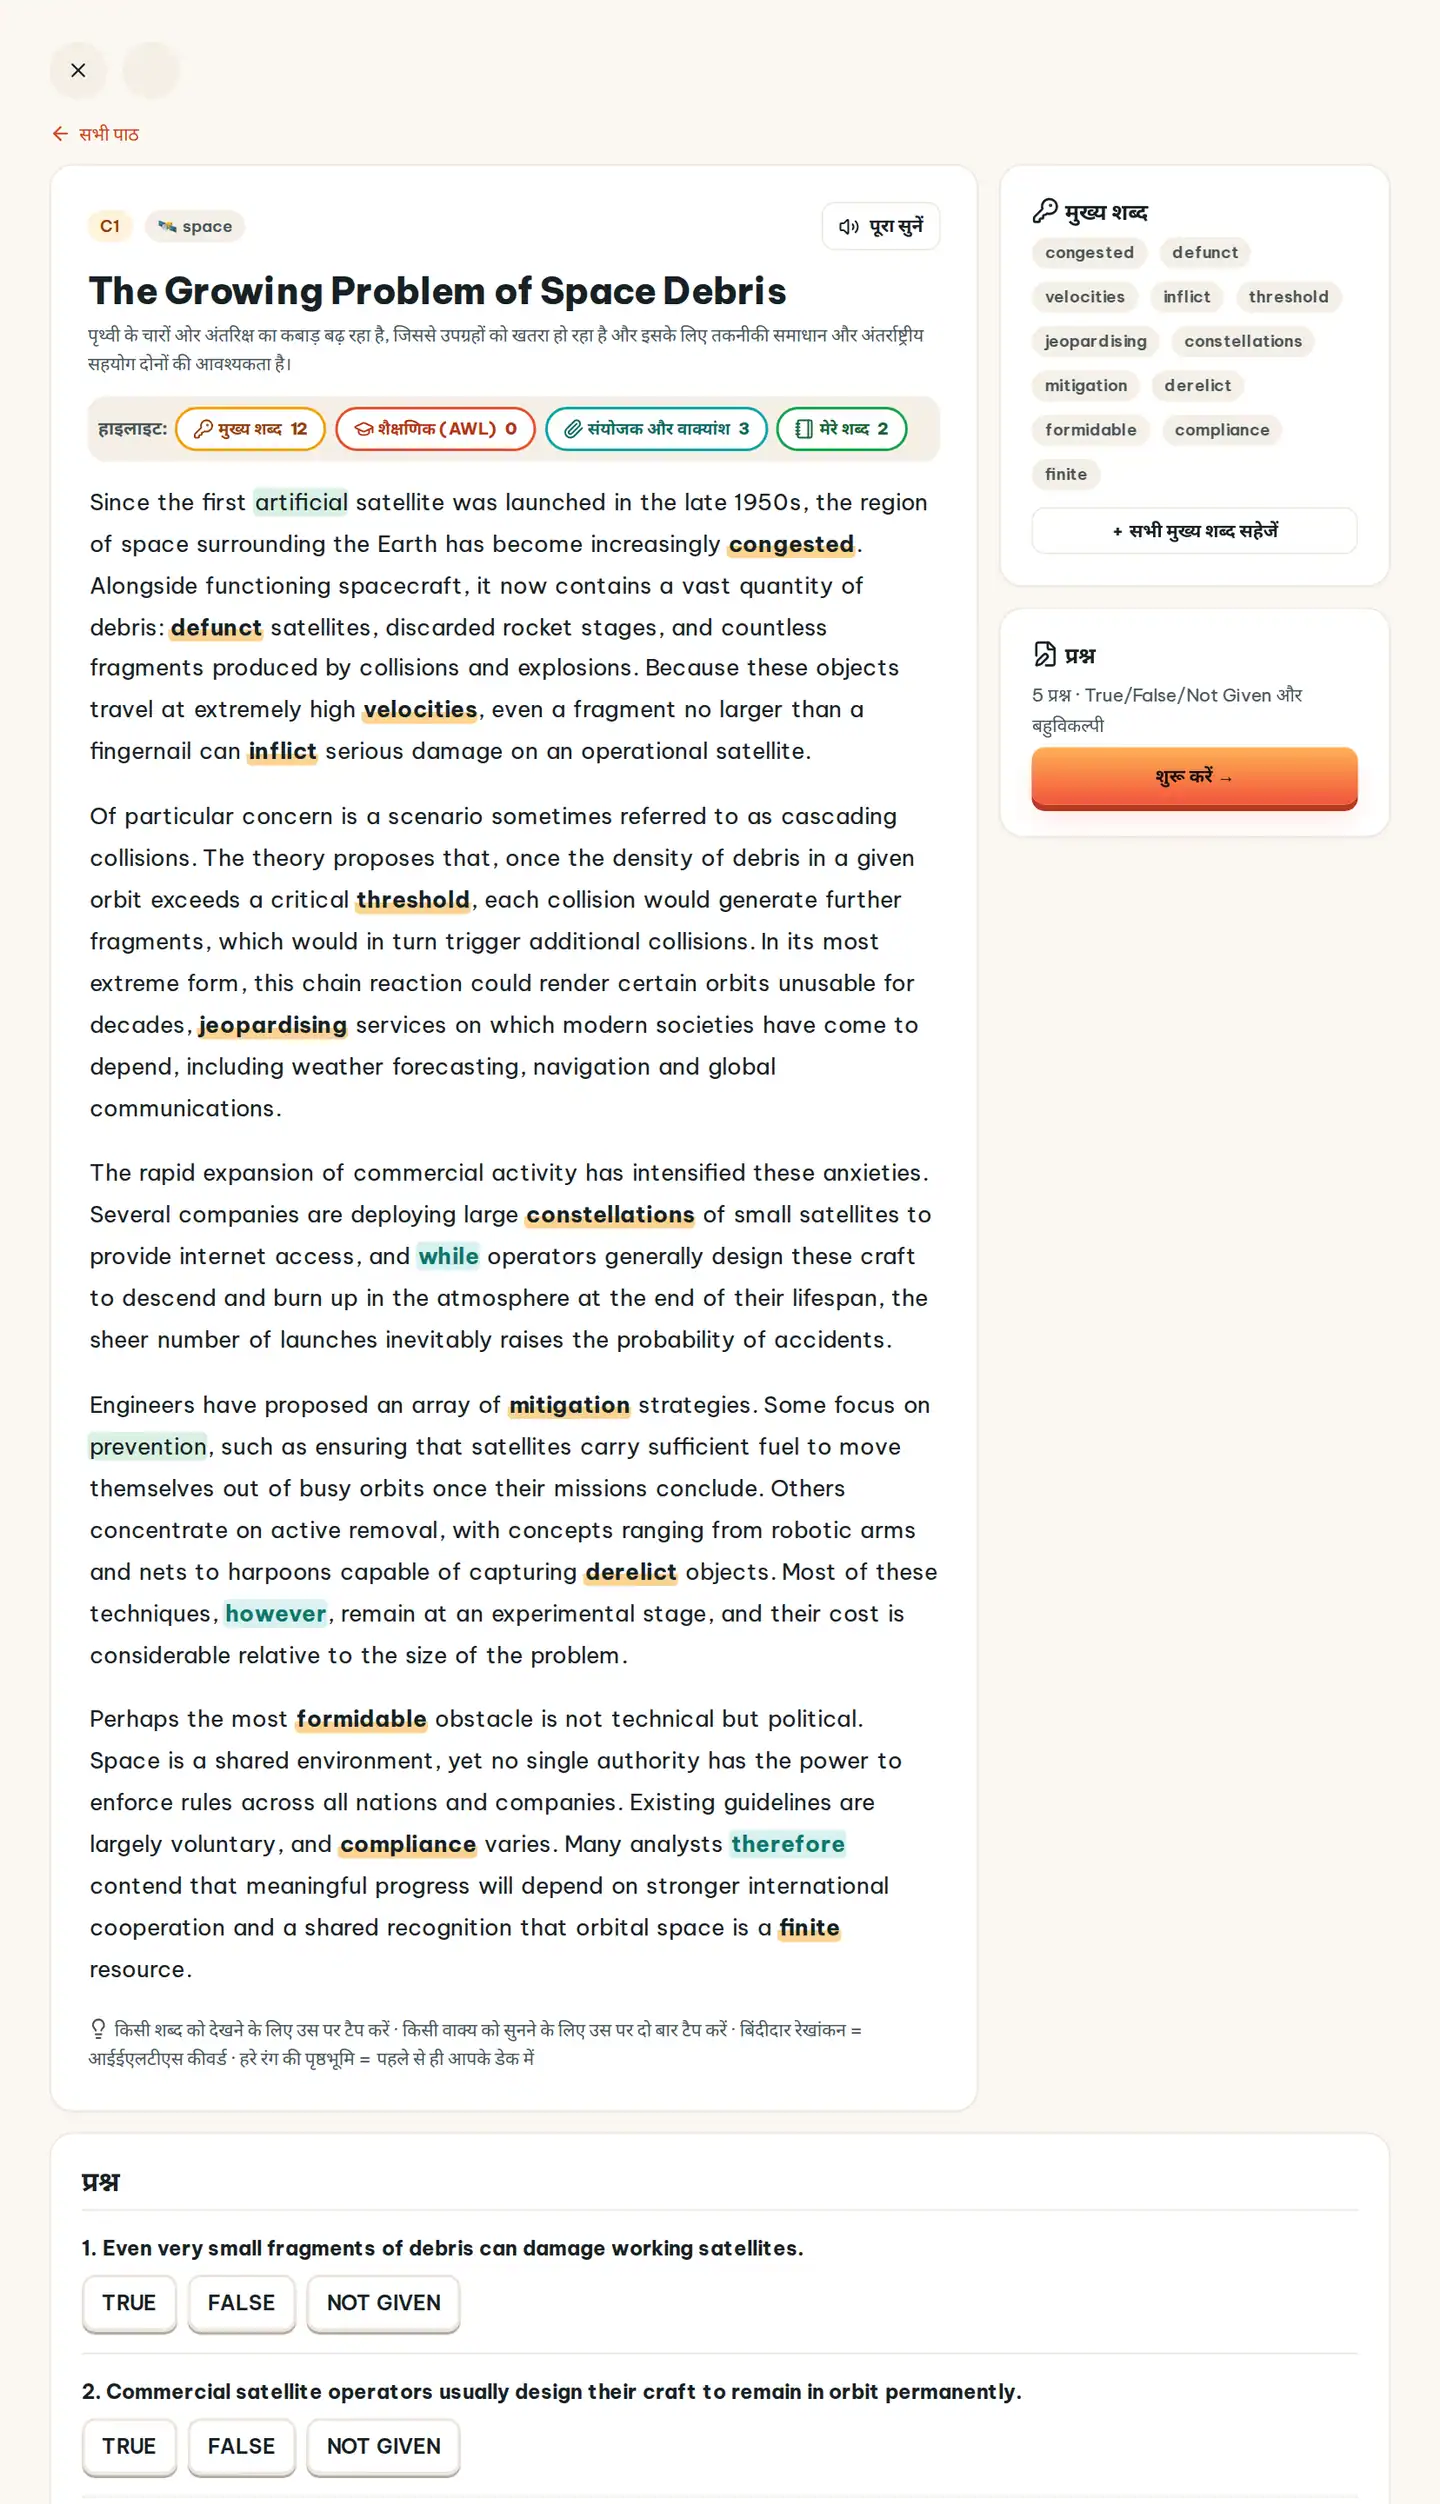 ← सभी पाठ
C1
space
पूरा सुनें
The Growing Problem of Space Debris
पृथ्वी के चारों ओर अंतरिक्ष का कबाड़ बढ़ रहा है, जिससे उपग्रहों को खतरा हो रहा है और इसके लिए तकनीकी समाधान और अंतर्राष्ट्रीय
सहयोग दोनों की आवश्यकता है।
हाइलाइट:
मुख्य शब्द 12
शैक्षणिक (AWL) 0
संयोजक और वाक्यांश 3
मेरे शब्द 2
Since the first artificial satellite was launched in the late 1950s, the region
of space surrounding the Earth has become increasingly congested.
Alongside functioning spacecraft, it now contains a vast quantity of
debris: defunct satellites, discarded rocket stages, and countless
fragments produced by collisions and explosions. Because these objects
travel at extremely high velocities, even a fragment no larger than a
fingernail can inflict serious damage on an operational satellite.
Of particular concern is a scenario sometimes referred to as cascading
collisions. The theory proposes that, once the density of debris in a given
orbit exceeds a critical threshold, each collision would generate further
fragments, which would in turn trigger additional collisions. In its most
extreme form, this chain reaction could render certain orbits unusable for
decades, jeopardising services on which modern societies have come to
depend, including weather forecasting, navigation and global
communications.
The rapid expansion of commercial activity has intensified these anxieties.
Several companies are deploying large constellations of small satellites to
provide internet access, and while operators generally design these craft
to descend and burn up in the atmosphere at the end of their lifespan, the
sheer number of launches inevitably raises the probability of accidents.
Engineers have proposed an array of mitigation strategies. Some focus on
prevention, such as ensuring that satellites carry sufficient fuel to move
themselves out of busy orbits once their missions conclude. Others
concentrate on active removal, with concepts ranging from robotic arms
and nets to harpoons capable of capturing derelict objects. Most of these
techniques, however, remain at an experimental stage, and their cost is
considerable relative to the size of the problem.
Perhaps the most formidable obstacle is not technical but political.
Space is a shared environment, yet no single authority has the power to
enforce rules across all nations and companies. Existing guidelines are
largely voluntary, and compliance varies. Many analysts therefore
contend that meaningful progress will depend on stronger international
cooperation and a shared recognition that orbital space is a finite
resource.
किसी शब्द को देखने के लिए उस पर टैप करें · किसी वाक्य को सुनने के लिए उस पर दो बार टैप करें · बिंदीदार रेखांकन =
आईईएलटीएस कीवर्ड · हरे रंग की पृष्ठभूमि = पहले से ही आपके डेक में
मुख्य शब्द
congested defunct
velocities inflict threshold
jeopardising constellations
mitigation derelict
formidable compliance
finite
+ सभी मुख्य शब्द सहेजें
प्रश्न
5 प्रश्न · True/False/Not Given और
बहुविकल्पी
शुरू करें →
प्रश्न
1. Even very small fragments of debris can damage working satellites.
TRUE FALSE NOT GIVEN
2. Commercial satellite operators usually design their craft to remain in orbit permanently.
TRUE FALSE NOT GIVEN